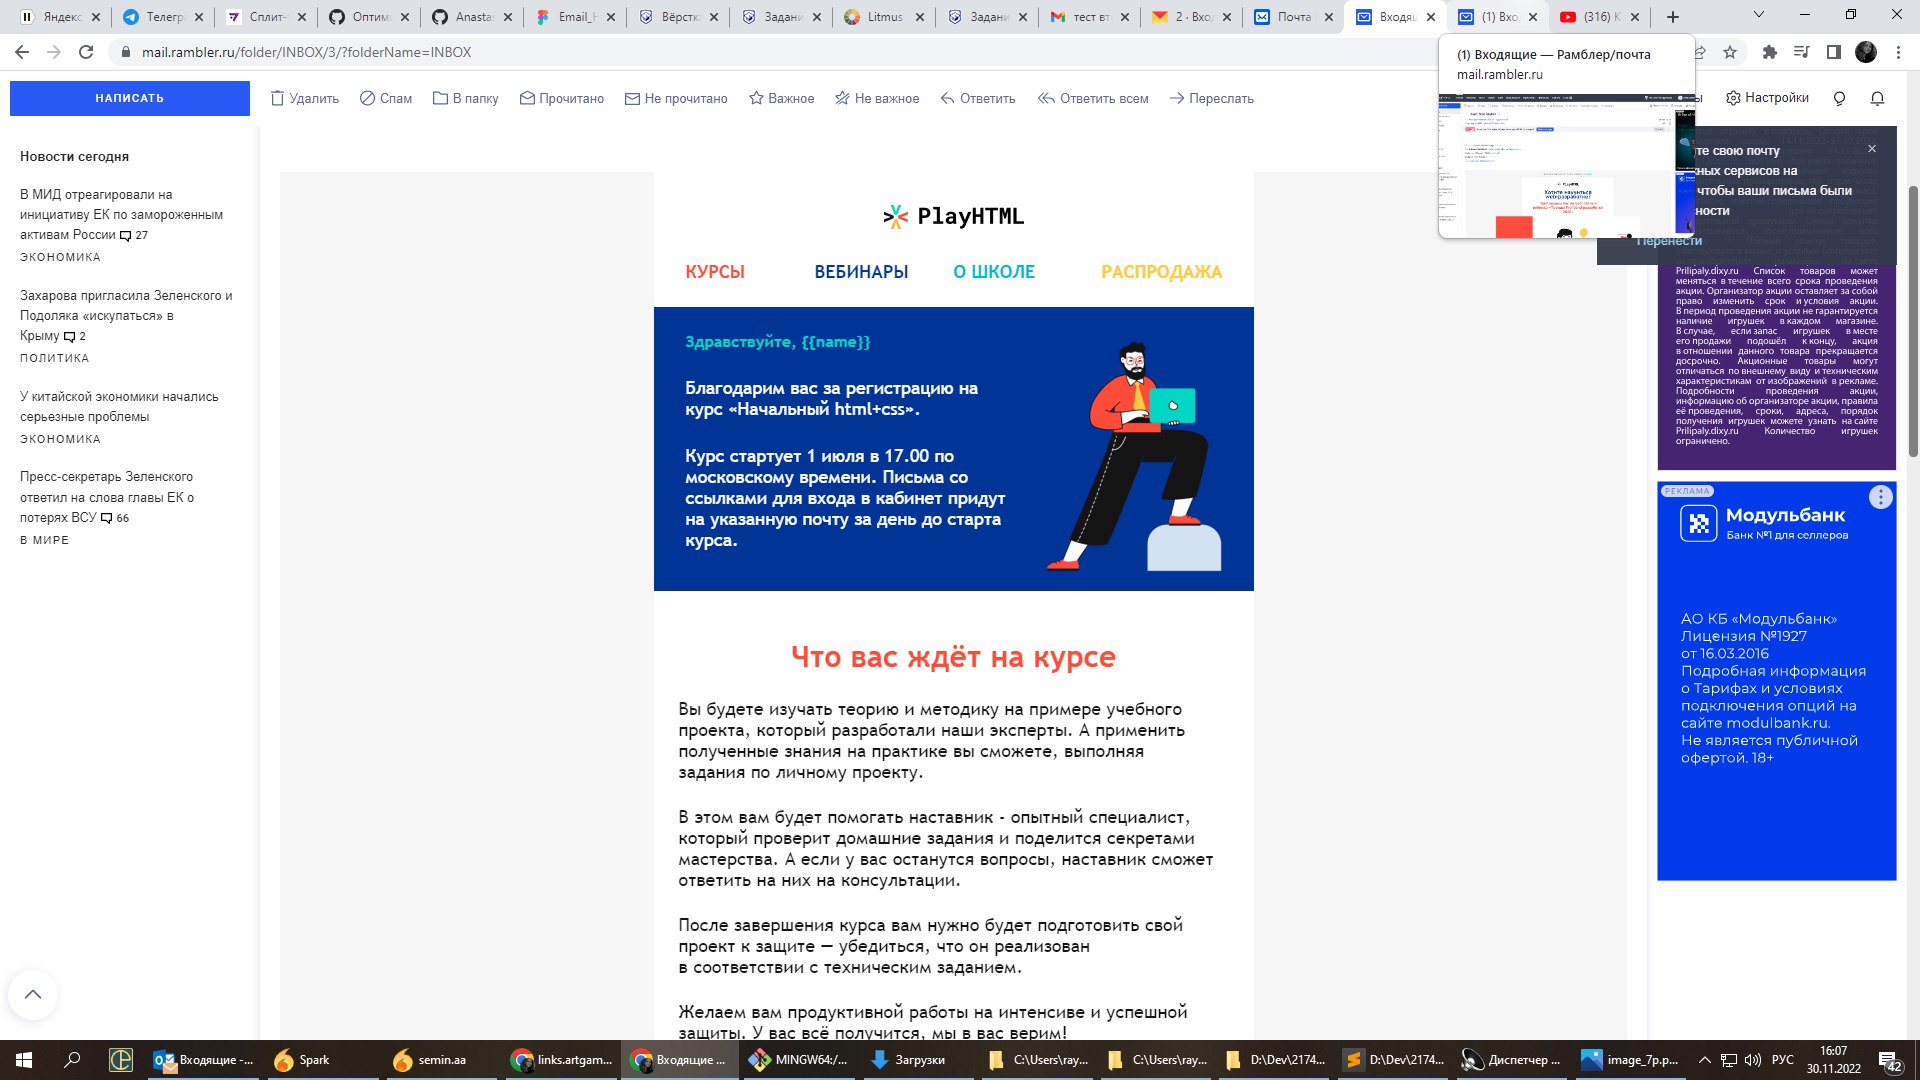 Яндекс
Телегра
Сплит-
Оптими
Anastas
Email_H
Вёрстка
Задани
Litmus
Задани
тест вт
2 · Вхо
Почта
Входящ
(1) Вхо
(316) К
mail.rambler.ru/folder/INBOX/3/?folderName=INBOX
(1) Входящие — Рамблер/почта
mail.rambler.ru
НАПИСАТЬ
Удалить
Спам
В папку
Прочитано
Не прочитано
Важное
Не важное
Ответить
Ответить всем
Переслать
Настройки
Новости сегодня
В МИД отреагировали на
инициативу ЕК по замороженным
активам России 27
ЭКОНОМИКА
Захарова пригласила Зеленского и
Подоляка «искупаться» в
Крыму 2
ПОЛИТИКА
У китайской экономики начались
серьезные проблемы
ЭКОНОМИКА
Пресс-секретарь Зеленского
ответил на слова главы ЕК о
потерях ВСУ 66
В МИРЕ
PlayHTML
КУРСЫ
ВЕБИНАРЫ
О ШКОЛЕ
РАСПРОДАЖА
Здравствуйте, {{name}}
Благодарим вас за регистрацию на
курс «Начальный html+css».
Курс стартует 1 июля в 17.00 по
московскому времени. Письма со
ссылками для входа в кабинет придут
на указанную почту за день до старта
курса.
Что вас ждёт на курсе
Вы будете изучать теорию и методику на примере учебного
проекта, который разработали наши эксперты. А применить
полученные знания на практике вы сможете, выполняя
задания по личному проекту.
В этом вам будет помогать наставник - опытный специалист,
который проверит домашние задания и поделится секретами
мастерства. А если у вас останутся вопросы, наставник сможет
ответить на них на консультации.
После завершения курса вам нужно будет подготовить свой
проект к защите — убедиться, что он реализован
в соответствии с техническим заданием.
Желаем вам продуктивной работы на интенсиве и успешной
защиты. У вас всё получится, мы в вас верим!
PlayHTML
Хотите научиться
web-разработке?
те свою почту
жных сервисов на
чтобы ваши письма были
сности
Перенести
Prilipaly.dixy.ru Список товаров может
меняться в течение всего срока проведения
акции. Организатор акции оставляет за собой
право изменить срок и условия акции.
В период проведения акции не гарантируется
наличие игрушек в каждом магазине.
В случае, если запас игрушек в месте
его продажи подошёл к концу, акция
в отношении данного товара прекращается
досрочно. Акционные товары могут
отличаться по внешнему виду и техническим
характеристикам от изображений в рекламе.
Подробности проведения акции,
информацию об организаторе акции, правила
её проведения, сроки, адреса, порядок
получения игрушек можете узнать на сайте
Prilipaly.dixy.ru Количество игрушек
ограничено.
РЕКЛАМА
Модульбанк
Банк №1 для селлеров
АО КБ «Модульбанк»
Лицензия №1927
от 16.03.2016
Подробная информация
о Тарифах и условиях
подключения опций на
сайте modulbank.ru.
Не является публичной
офертой. 18+
Входящие -...
Spark
semin.aa
links.artgam...
Входящие ...
MINGW64:/...
Загрузки
C:\Users\ray...
C:\Users\ray...
D:\Dev\2174...
D:\Dev\2174...
Диспетчер ...
image_7p.p...
РУС
16:07
30.11.2022
42